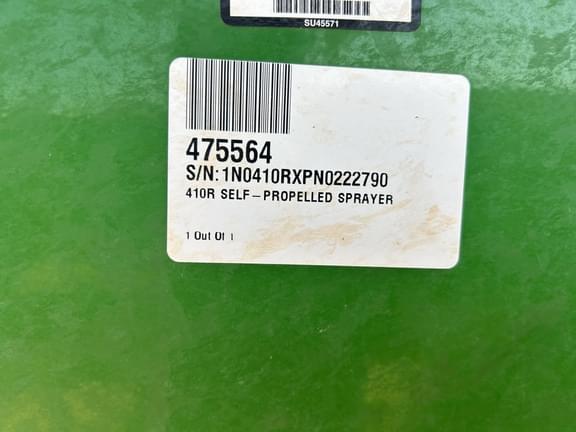 SU45571
475564
S/N:1N0410RXPN0222790
410R SELF-PROPELLED SPRAYER
1 Out Of 1